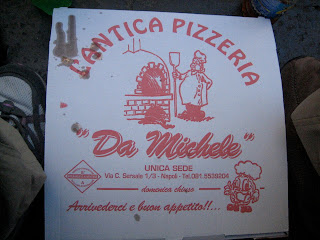 L'ANTICA PIZZERIA
"Da Michele"
UNICA SEDE
Via C. Sersale 1/3 - Napoli - Tel. 081.5539204
domenica chiuso
Arrivederci e buon appetito!!...